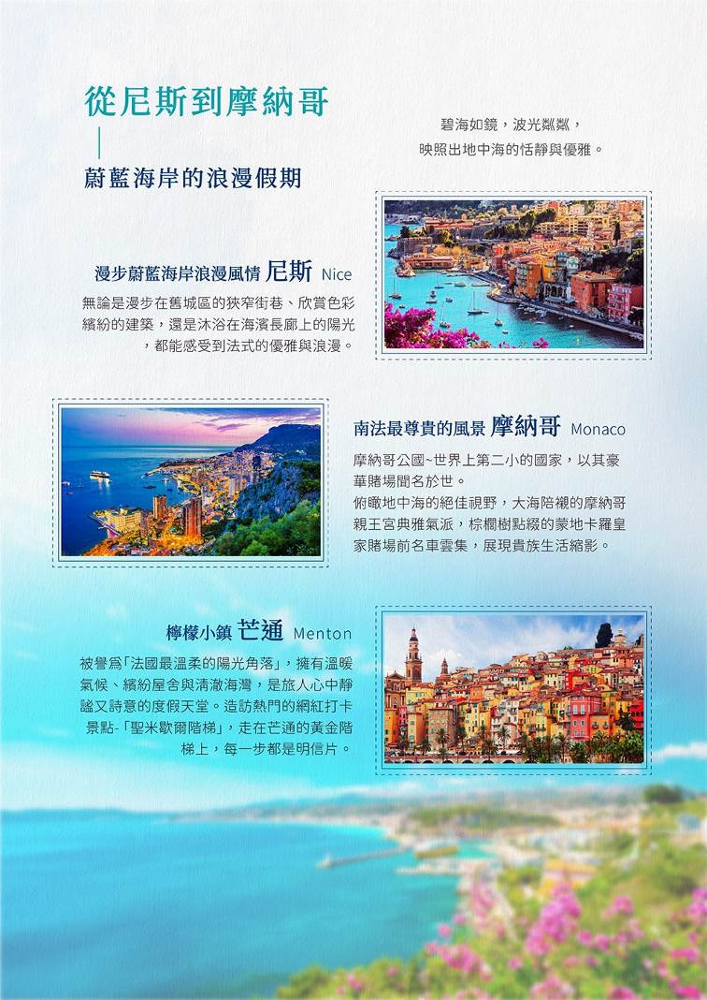 從尼斯到摩納哥
蔚藍海岸的浪漫假期
碧海如鏡，波光粼粼，
映照出地中海的恬靜與優雅。
漫步蔚藍海岸浪漫風情 尼斯 Nice
無論是漫步在舊城區的狹窄街巷、欣賞色彩
繽紛的建築，還是沐浴在海濱長廊上的陽光
，都能感受到法式的優雅與浪漫。
南法最尊貴的風景 摩納哥 Monaco
摩納哥公國~世界上第二小的國家，以其豪
華賭場聞名於世。
俯瞰地中海的絕佳視野，大海陪襯的摩納哥
親王宮典雅氣派，棕櫚樹點綴的蒙地卡羅皇
家賭場前名車雲集，展現貴族生活縮影。
檸檬小鎮 芒通 Menton
被譽為「法國最溫柔的陽光角落」，擁有溫暖
氣候、繽紛屋舍與清澈海灣，是旅人心中靜
謐又詩意的度假天堂。造訪熱門的網紅打卡
景點-「聖米歇爾階梯」，走在芒通的黃金階
梯上，每一步都是明信片。